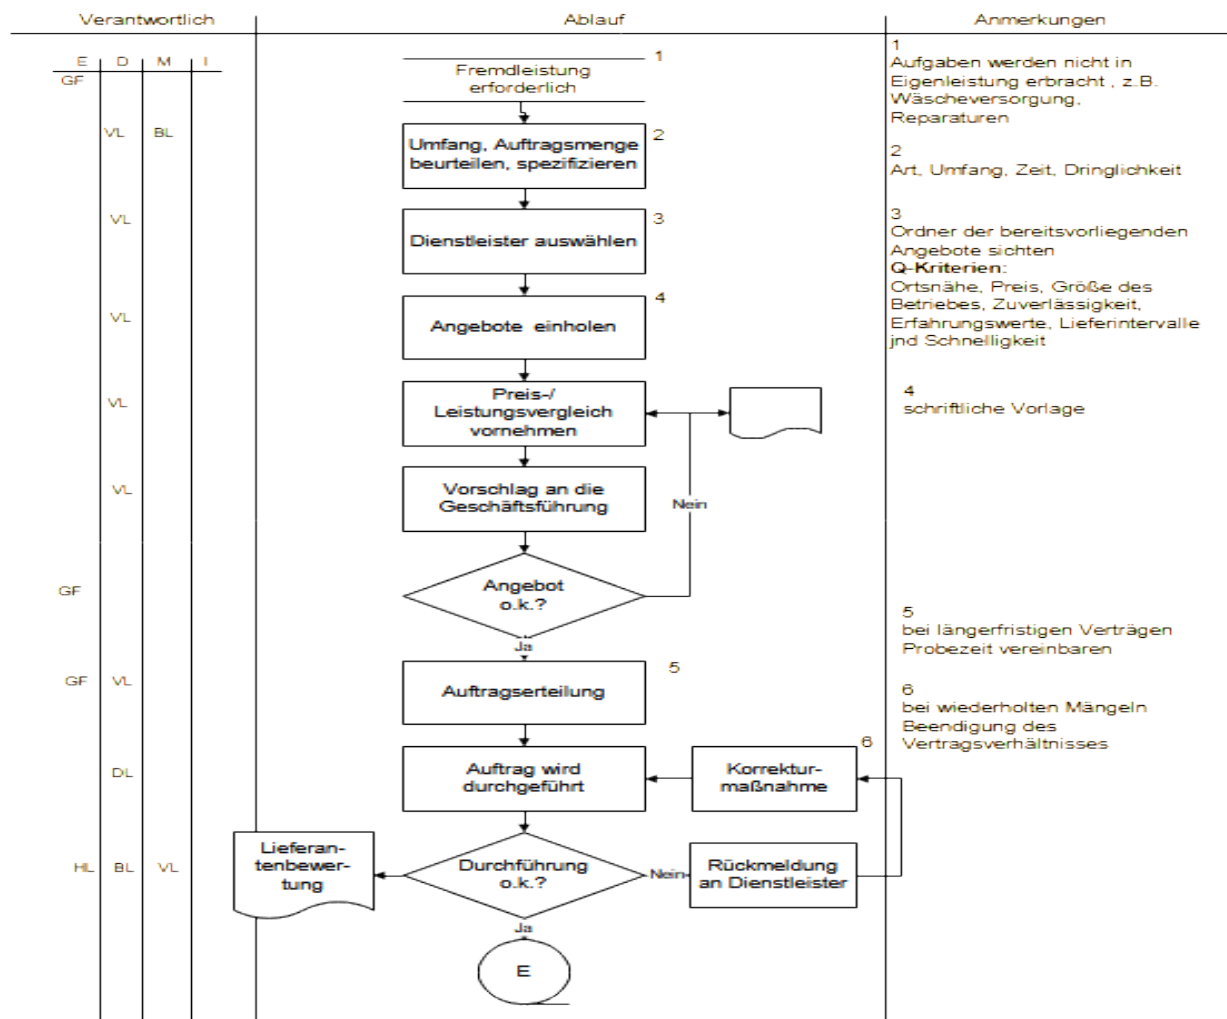 Verantwortlich
Ablauf
Anmerkungen
E D M I
GF
1
Fremdleistung
erforderlich
1
Aufgaben werden nicht in
Eigenleistung erbracht , z.B.
Wäscheversorgung,
Reparaturen
VL BL
Umfang, Auftragsmenge
beurteilen, spezifizieren
2
2
Art, Umfang, Zeit, Dringlichkeit
VL
Dienstleister auswählen
3
3
Ordner der bereitsvorliegenden
Angebote sichten
Q-Kriterien:
Ortsnähe, Preis, Größe des
Betriebes, Zuverlässigkeit,
Erfahrungswerte, Lieferintervalle
jnd Schnelligkeit
VL
Angebote einholen
4
4
schriftliche Vorlage
VL
Preis-/
Leistungsvergleich
vornehmen
VL
Vorschlag an die
Geschäftsführung
Nein
GF
Angebot
o.k.?
Ja
5
bei längerfristigen Verträgen
Probezeit vereinbaren
GF VL
Auftragserteilung
5
6
bei wiederholten Mängeln
Beendigung des
Vertragsverhältnisses
DL
Auftrag wird
durchgeführt
Korrektur-
maßnahme
6
HL BL VL
Lieferan-
tenbewer-
tung
Durchführung
o.k.?
Nein
Rückmeldung
an Dienstleister
Ja
E